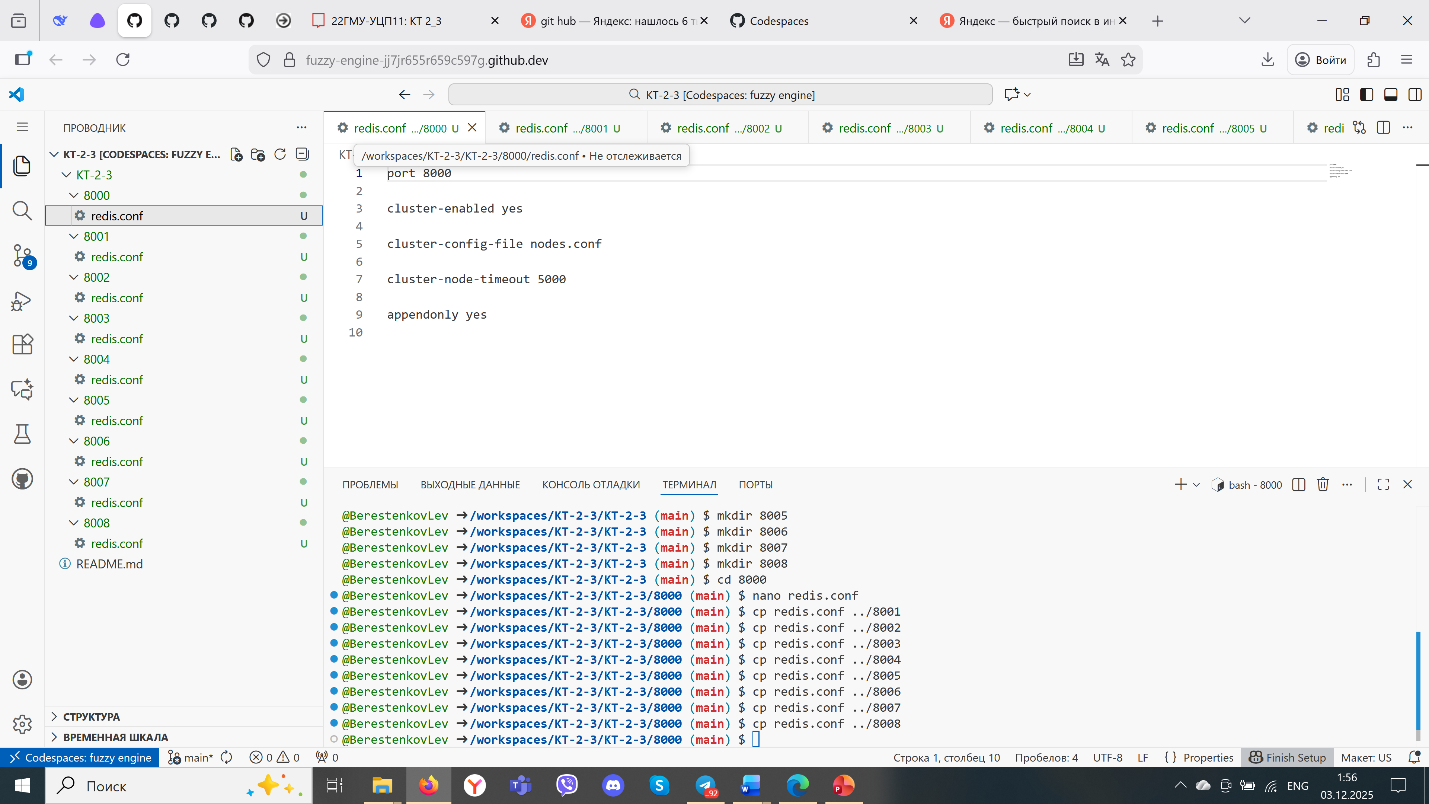 22ГМУ-УЦП11: КТ 2_3
git hub — Яндекс: нашлось 6 т
Codespaces
Яндекс — быстрый поиск в ин
fuzzy-engine-jj7jr655r659c597g.github.dev
Войти
КТ-2-3 [Codespaces: fuzzy engine]
ПРОВОДНИК
redis.conf .../8000 U
redis.conf .../8001 U
redis.conf .../8002 U
redis.conf .../8003 U
redis.conf .../8004 U
redis.conf .../8005 U
redi
КТ-2-3 [CODESPACES: FUZZY E...
КТ-2-3
8000
redis.conf U
8001
redis.conf U
8002
redis.conf U
8003
redis.conf U
8004
redis.conf U
8005
redis.conf U
8006
redis.conf U
8007
redis.conf U
8008
redis.conf U
README.md
СТРУКТУРА
ВРЕМЕННАЯ ШКАЛА
9
КТ
/workspaces/KT-2-3/KT-2-3/8000/redis.conf • Не отслеживается
1 port 8000
2
3 cluster-enabled yes
4
5 cluster-config-file nodes.conf
6
7 cluster-node-timeout 5000
8
9 appendonly yes
10
ПРОБЛЕМЫ ВЫХОДНЫЕ ДАННЫЕ КОНСОЛЬ ОТЛАДКИ ТЕРМИНАЛ ПОРТЫ
bash - 8000
@BerestenkovLev ➜/workspaces/KT-2-3/KT-2-3 (main) $ mkdir 8005
@BerestenkovLev ➜/workspaces/KT-2-3/KT-2-3 (main) $ mkdir 8006
@BerestenkovLev ➜/workspaces/KT-2-3/KT-2-3 (main) $ mkdir 8007
@BerestenkovLev ➜/workspaces/KT-2-3/KT-2-3 (main) $ mkdir 8008
@BerestenkovLev ➜/workspaces/KT-2-3/KT-2-3 (main) $ cd 8000
@BerestenkovLev ➜/workspaces/KT-2-3/KT-2-3/8000 (main) $ nano redis.conf
@BerestenkovLev ➜/workspaces/KT-2-3/KT-2-3/8000 (main) $ cp redis.conf ../8001
@BerestenkovLev ➜/workspaces/KT-2-3/KT-2-3/8000 (main) $ cp redis.conf ../8002
@BerestenkovLev ➜/workspaces/KT-2-3/KT-2-3/8000 (main) $ cp redis.conf ../8003
@BerestenkovLev ➜/workspaces/KT-2-3/KT-2-3/8000 (main) $ cp redis.conf ../8004
@BerestenkovLev ➜/workspaces/KT-2-3/KT-2-3/8000 (main) $ cp redis.conf ../8005
@BerestenkovLev ➜/workspaces/KT-2-3/KT-2-3/8000 (main) $ cp redis.conf ../8006
@BerestenkovLev ➜/workspaces/KT-2-3/KT-2-3/8000 (main) $ cp redis.conf ../8007
@BerestenkovLev ➜/workspaces/KT-2-3/KT-2-3/8000 (main) $ cp redis.conf ../8008
@BerestenkovLev ➜/workspaces/KT-2-3/KT-2-3/8000 (main) $
Codespaces: fuzzy engine main* 0 0 0
Строка 1, столбец 10 Пробелов: 4 UTF-8 LF { } Properties Finish Setup Макет: US
Поиск
92
ENG
1:56
03.12.2025